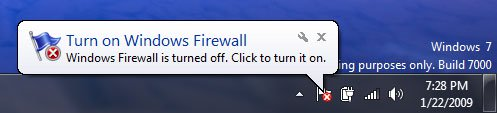 Turn on Windows Firewall
Windows Firewall is turned off. Click to turn it on.
Windows 7
ing purposes only. Build 7000
7:28 PM
1/22/2009